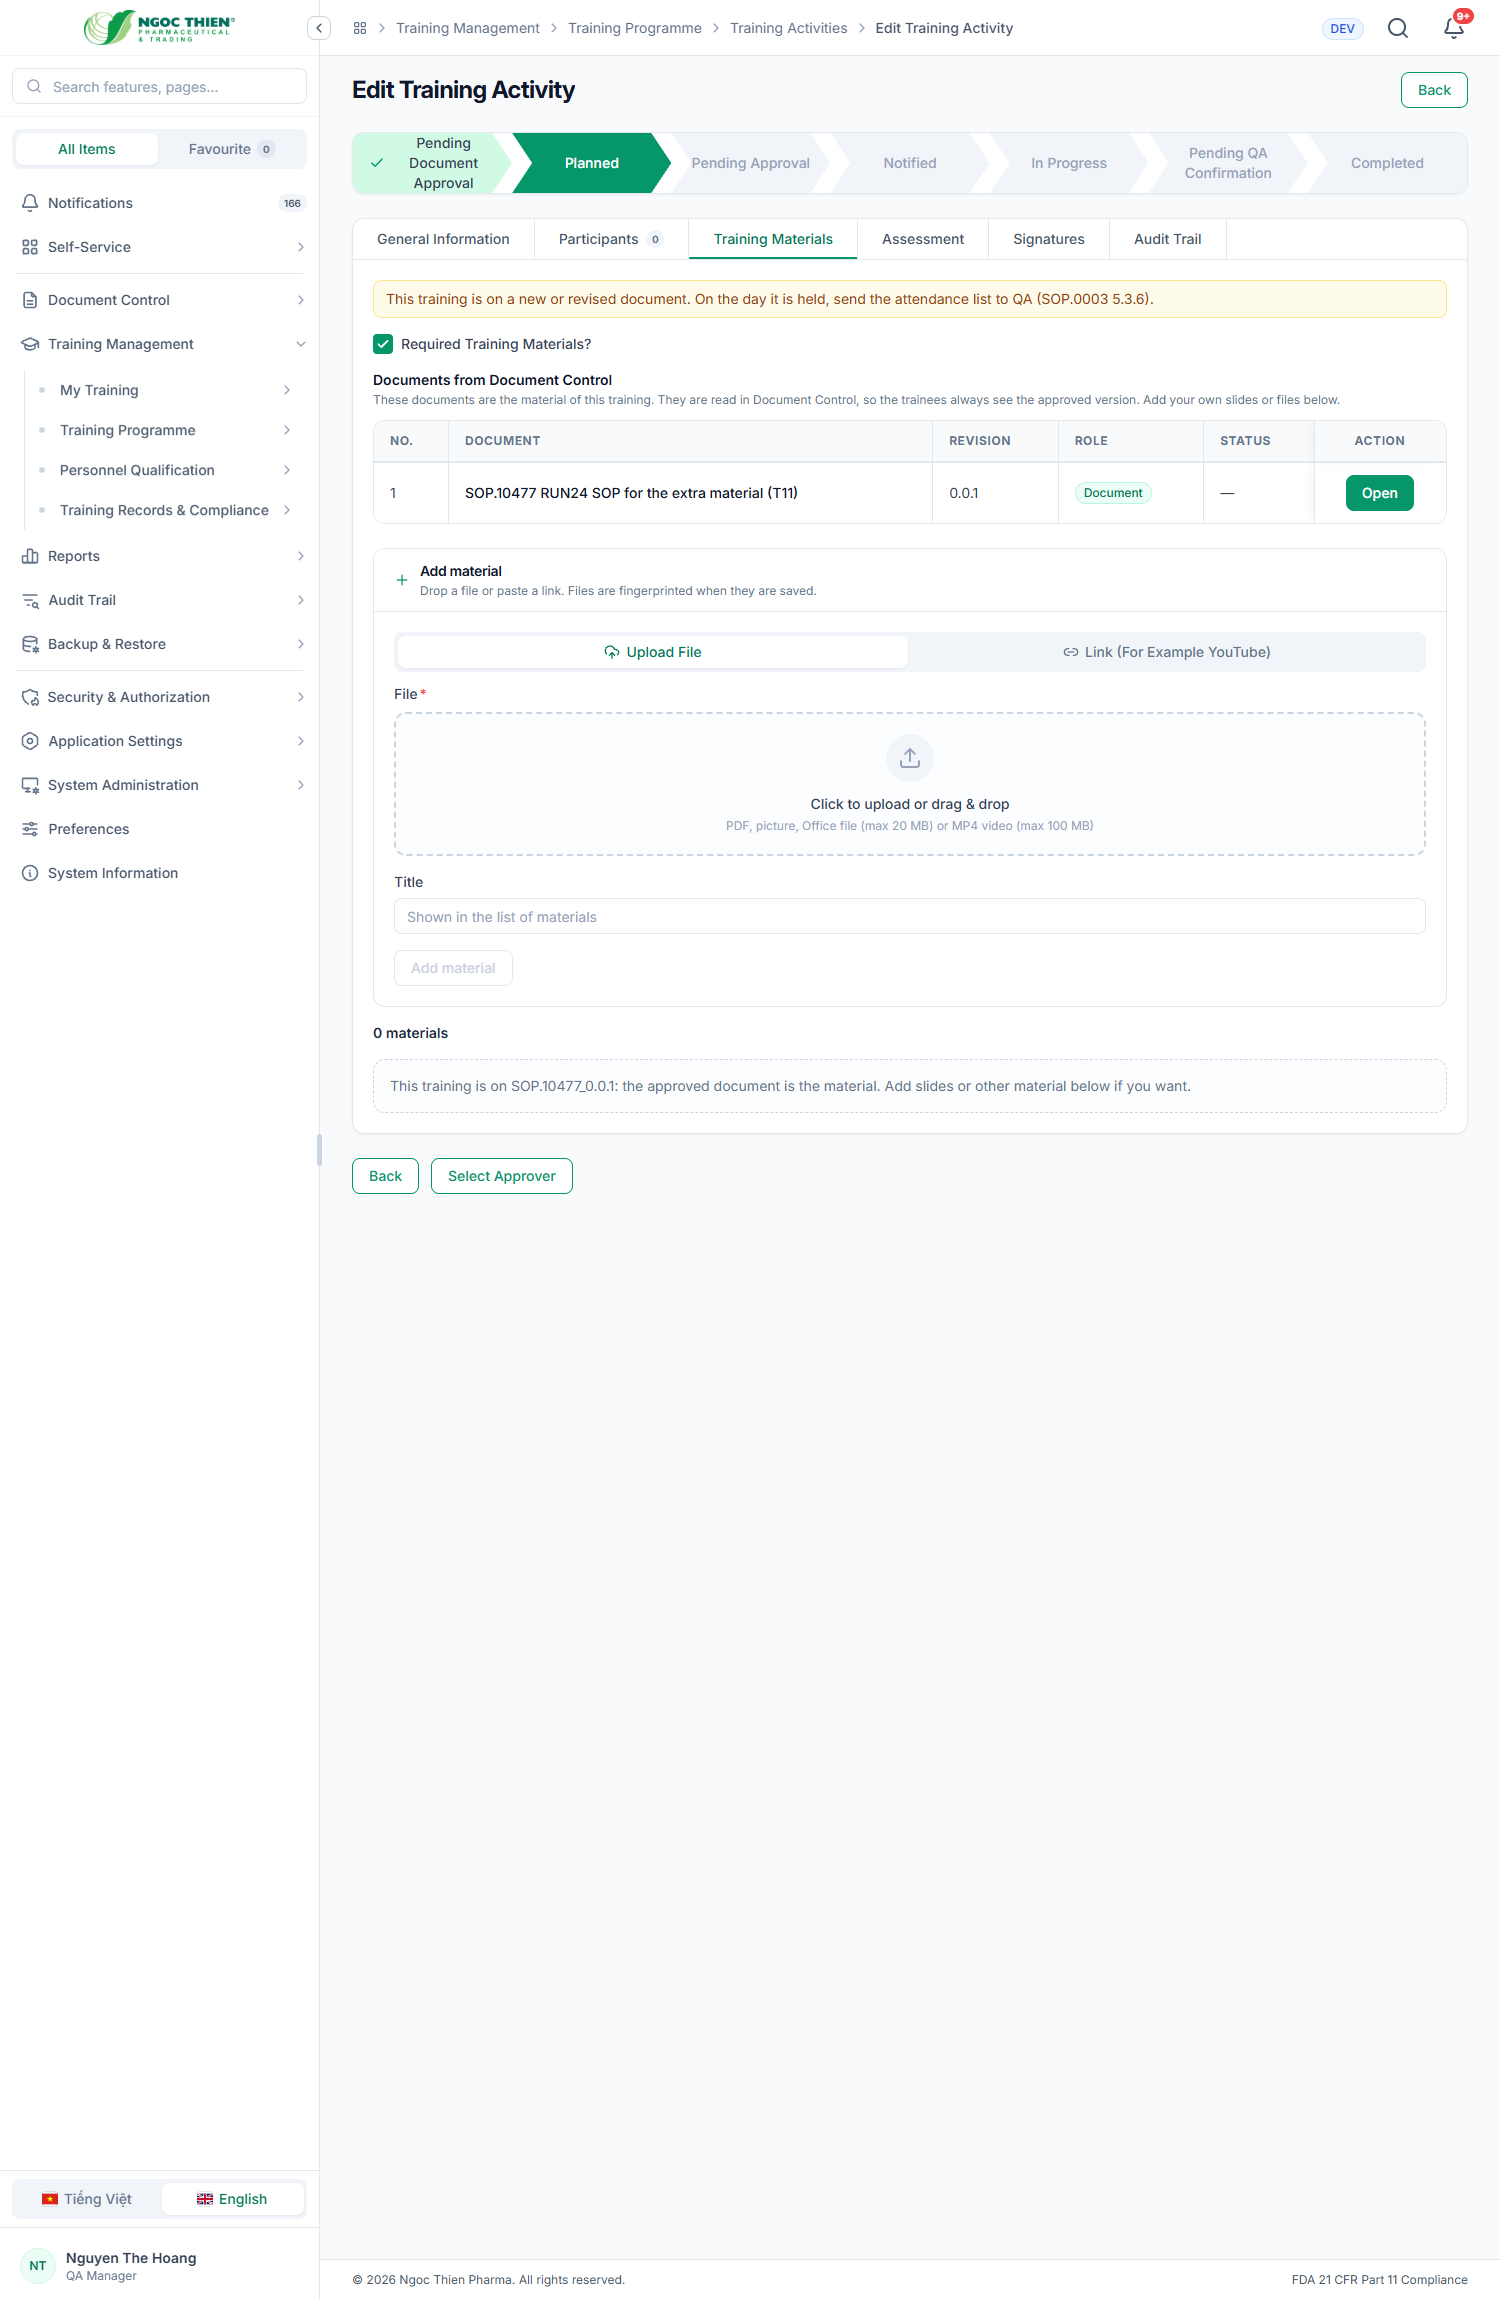 NGOC THIEN®
PHARMACEUTICAL
& TRADING
Search features, pages...
All Items
Favourite 0
Notifications 166
Self-Service
Document Control
Training Management
My Training
Training Programme
Personnel Qualification
Training Records & Compliance
Reports
Audit Trail
Backup & Restore
Security & Authorization
Application Settings
System Administration
Preferences
System Information
Tiếng Việt
English
NT
Nguyen The Hoang
QA Manager
Training Management
Training Programme
Training Activities
Edit Training Activity
DEV
9+
Edit Training Activity
Back
Pending
Document
Approval
Planned
Pending Approval
Notified
In Progress
Pending QA
Confirmation
Completed
General Information
Participants 0
Training Materials
Assessment
Signatures
Audit Trail
This training is on a new or revised document. On the day it is held, send the attendance list to QA (SOP.0003 5.3.6).
Required Training Materials?
Documents from Document Control
These documents are the material of this training. They are read in Document Control, so the trainees always see the approved version. Add your own slides or files below.
NO. DOCUMENT REVISION ROLE STATUS ACTION
1 SOP.10477 RUN24 SOP for the extra material (T11) 0.0.1 Document — Open
Add material
Drop a file or paste a link. Files are fingerprinted when they are saved.
Upload File
Link (For Example YouTube)
File*
Click to upload or drag & drop
PDF, picture, Office file (max 20 MB) or MP4 video (max 100 MB)
Title
Shown in the list of materials
Add material
0 materials
This training is on SOP.10477_0.0.1: the approved document is the material. Add slides or other material below if you want.
Back
Select Approver
© 2026 Ngoc Thien Pharma. All rights reserved.
FDA 21 CFR Part 11 Compliance